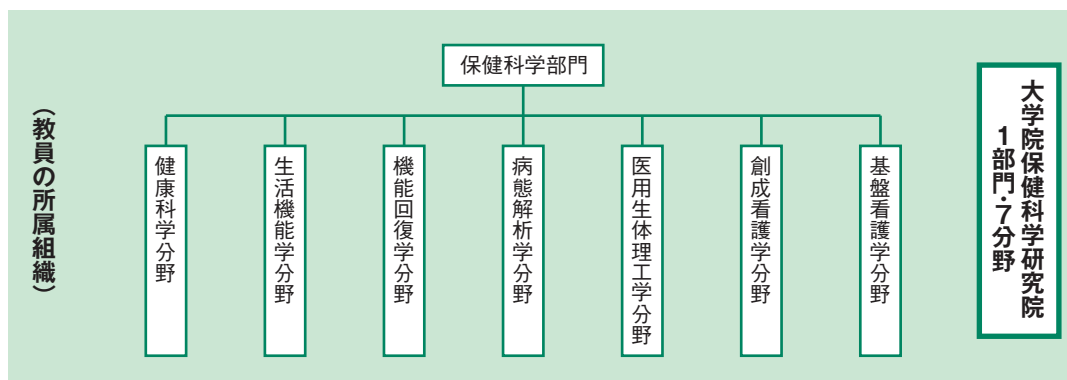 大学院保健科学研究院
1部門・7分野
保健科学部門
基盤看護学分野
創成看護学分野
医用生体理工学分野
病態解析学分野
機能回復学分野
生活機能学分野
健康科学分野
（教員の所属組織）